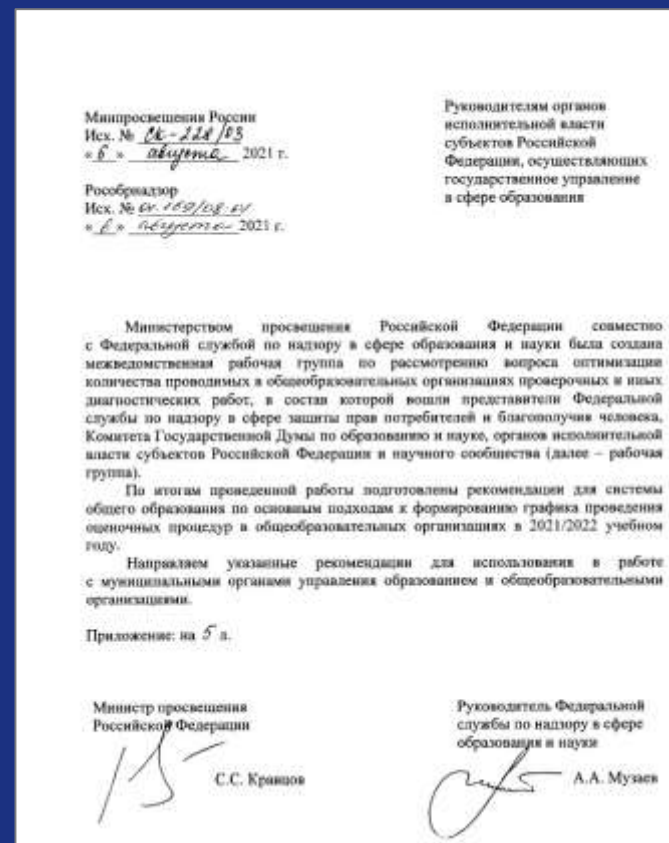 Минпросвещения России
Исх. № СК-228/03
« 6 » августа 2021 г.
Рособрнадзор
Исх. № 01.169/08-01
« 6 » августа 2021 г.
Руководителям органов
исполнительной власти
субъектов Российской
Федерации, осуществляющих
государственное управление
в сфере образования
Министерством просвещения Российской Федерации совместно
с Федеральной службой по надзору в сфере образования и науки была создана
межведомственная рабочая группа по рассмотрению вопроса оптимизации
количества проводимых в общеобразовательных организациях проверочных и иных
диагностических работ, в состав которой вошли представители Федеральной
службы по надзору в сфере защиты прав потребителей и благополучия человека,
Комитета Государственной Думы по образованию и науке, органов исполнительной
власти субъектов Российской Федерации и научного сообщества (далее – рабочая
группа).
По итогам проведенной работы подготовлены рекомендации для системы
общего образования по основным подходам к формированию графика проведения
оценочных процедур в общеобразовательных организациях в 2021/2022 учебном
году.
Направляем указанные рекомендации для использования в работе
с муниципальными органами управления образованием и общеобразовательными
организациями.
Приложение: на 5 л.
Министр просвещения
Российской Федерации
С.С. Кравцов
Руководитель Федеральной
службы по надзору в сфере
образования и науки
А.А. Музаев